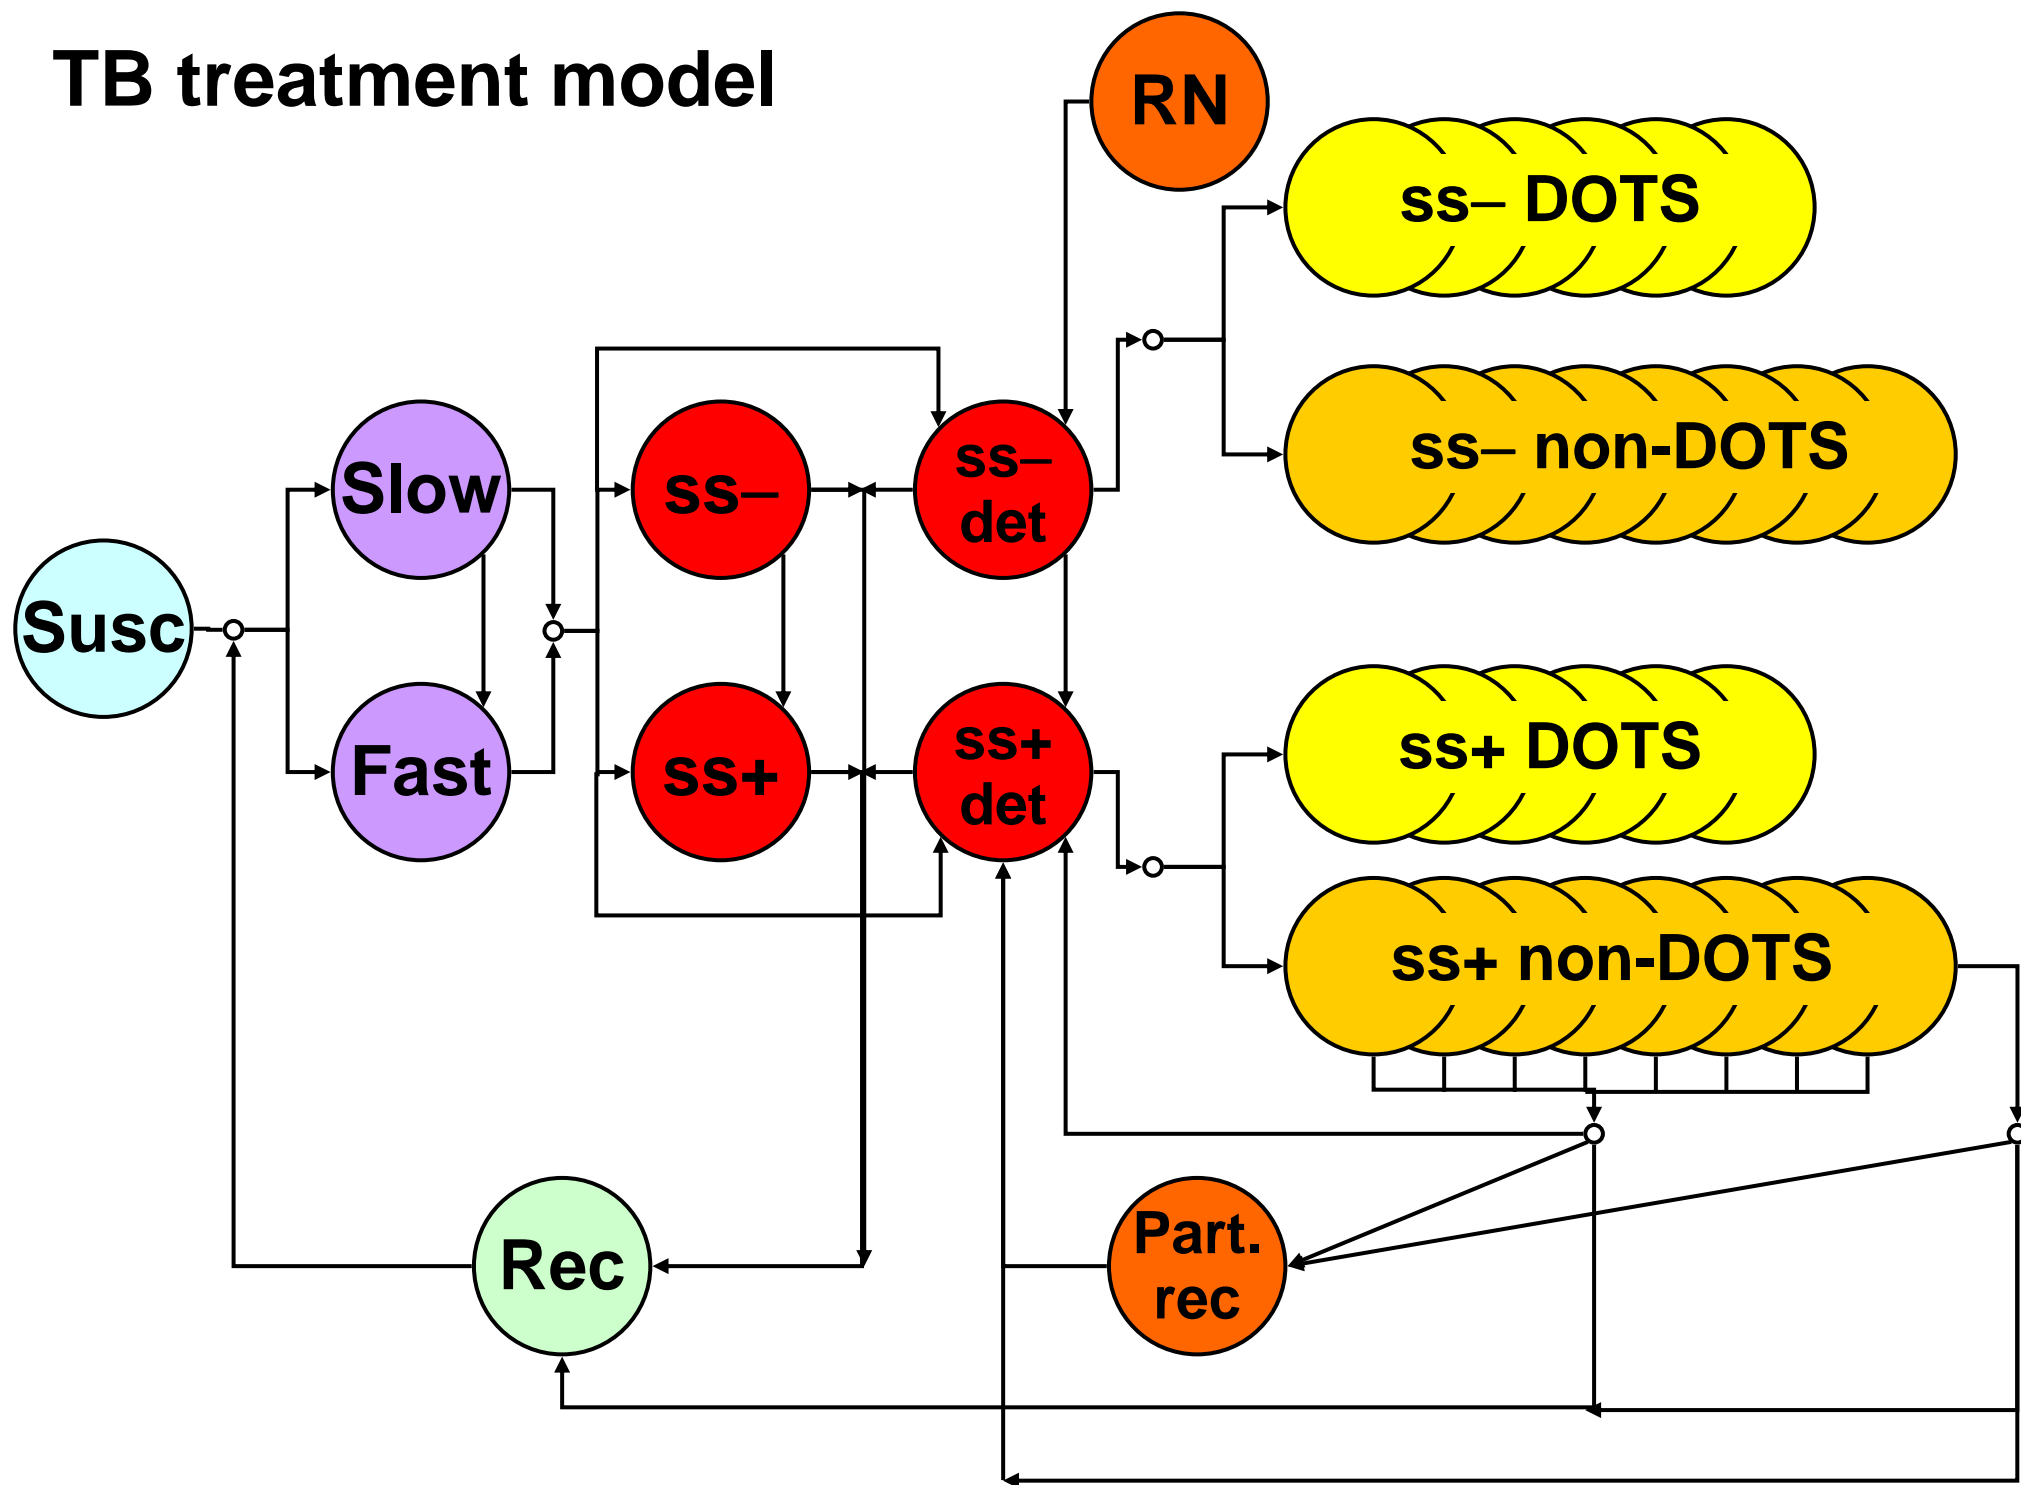 TB treatment model
RN
ss– DOTS
ss– non-DOTS
Slow
ss–
ss–
det
Susc
Fast
ss+
ss+
det
ss+ DOTS
ss+ non-DOTS
Rec
Part.
rec